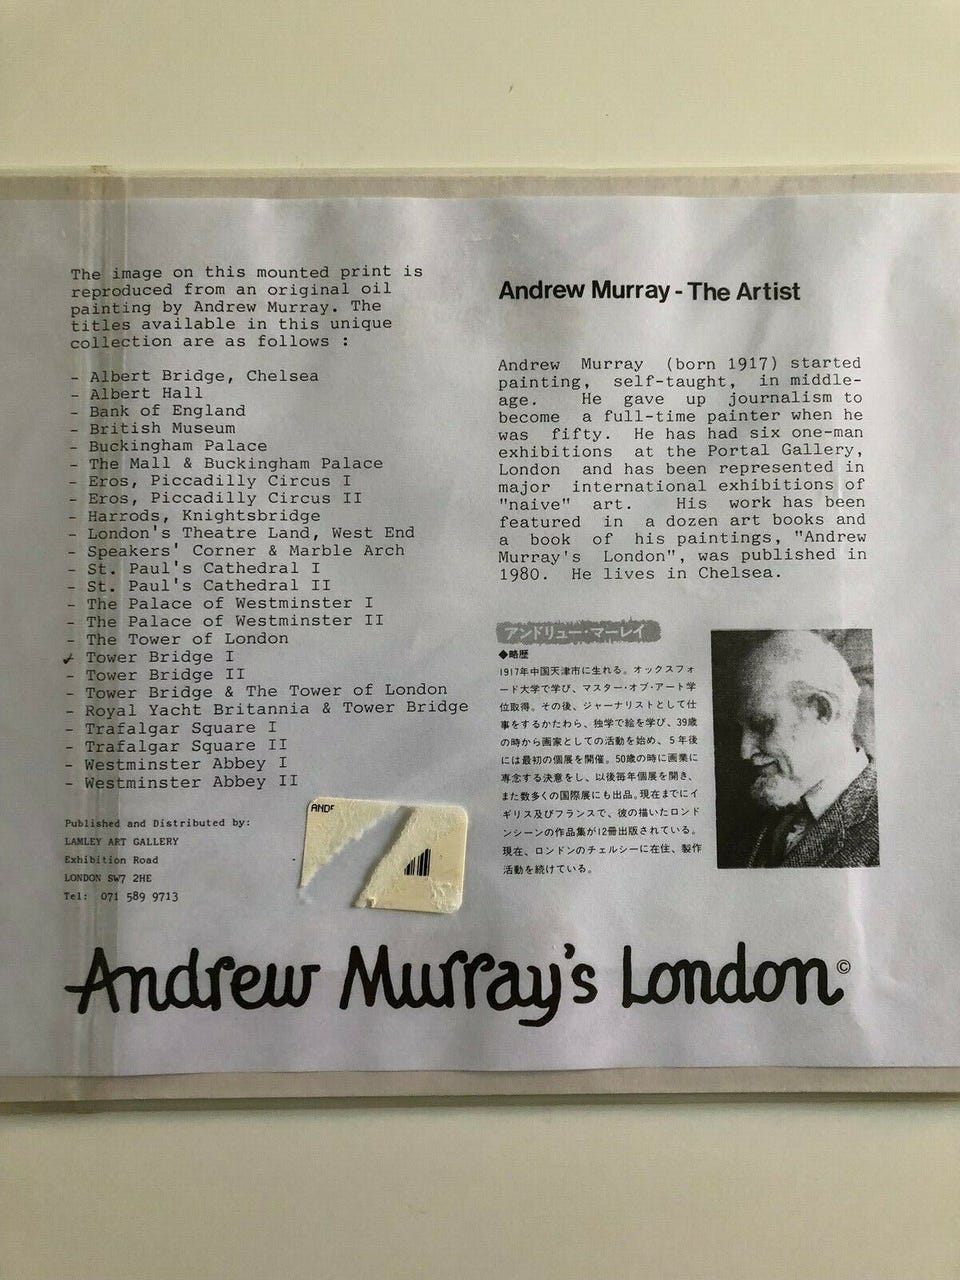 The image on this mounted print is
reproduced from an original oil
painting by Andrew Murray. The
titles available in this unique
collection are as follows :
- Albert Bridge, Chelsea
- Albert Hall
- Bank of England
- British Museum
- Buckingham Palace
- The Mall & Buckingham Palace
- Eros, Piccadilly Circus I
- Eros, Piccadilly Circus II
- Harrods, Knightsbridge
- London's Theatre Land, West End
- Speakers' Corner & Marble Arch
- St. Paul's Cathedral I
- St. Paul's Cathedral II
- The Palace of Westminster I
- The Palace of Westminster II
- The Tower of London
✓ Tower Bridge I
- Tower Bridge II
- Tower Bridge & The Tower of London
- Royal Yacht Britannia & Tower Bridge
- Trafalgar Square I
- Trafalgar Square II
- Westminster Abbey I
- Westminster Abbey II
Published and Distributed by:
LAMLEY ART GALLERY
Exhibition Road
LONDON SW7 2HE
Tel: 071 589 9713
AND
Andrew Murray - The Artist
Andrew Murray (born 1917) started
painting, self-taught, in middle-
age. He gave up journalism to
become a full-time painter when he
was fifty. He has had six one-man
exhibitions at the Portal Gallery,
London and has been represented in
major international exhibitions of
"naive" art. His work has been
featured in a dozen art books and
a book of his paintings, "Andrew
Murray's London", was published in
1980. He lives in Chelsea.
アンドリュー・マーレイ
◆略歴
1917年中国天津市に生れる。オックスフォ
ード大学で学び、マスター・オブ・アート学
位取得。その後、ジャーナリストとして仕
事をするかたわら、独学で絵を学び、39歳
の時から画家としての活動を始め、5年後
には最初の個展を開催。50歳の時に画業に
専念する決意をし、以後毎年個展を開き、
また数多くの国際展にも出品。現在までにイ
ギリス及びフランスで、彼の描いたロンド
ンシーンの作品集が12冊出版されている。
現在、ロンドンのチェルシーに在住、製作
活動を続けている。
Andrew Murray's London©